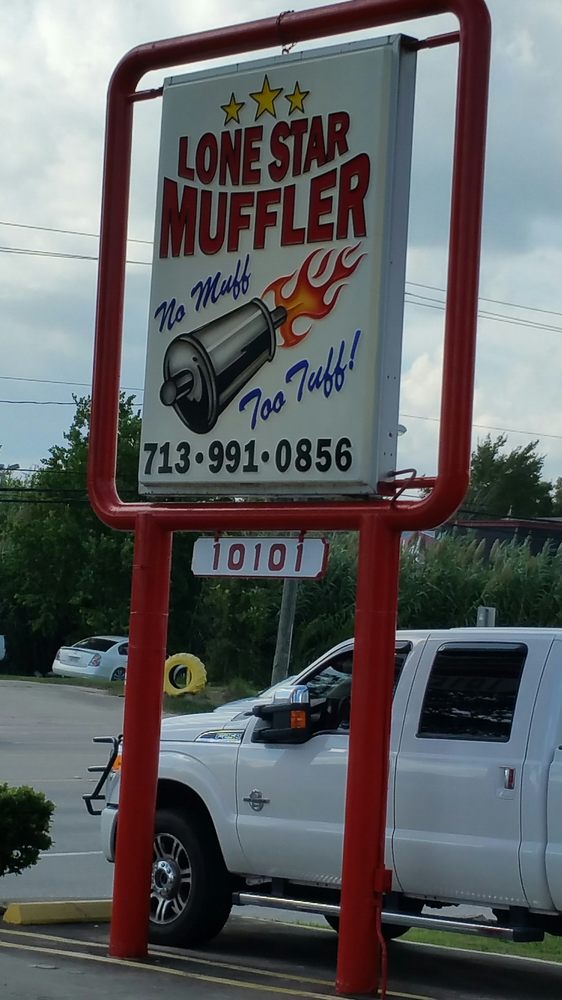 LONE STAR
MUFFLER
No Muff
Too Tuff!
713•991•0856
10101